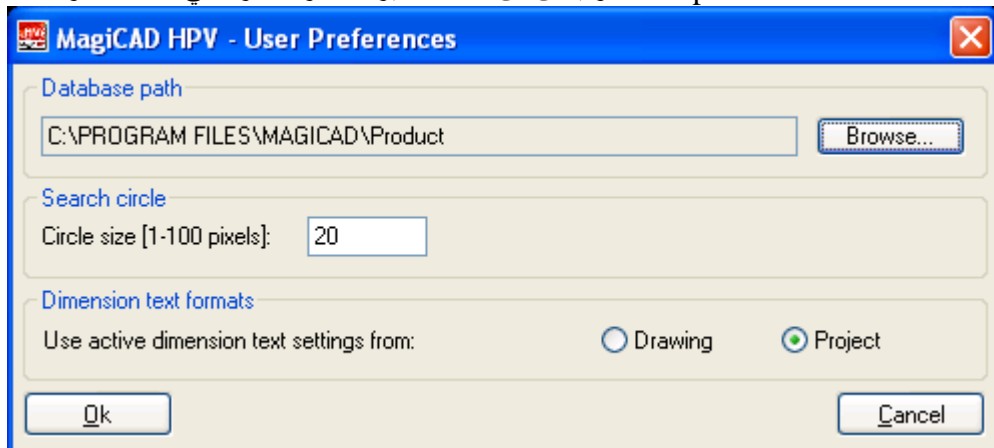 MagiCAD HPV - User Preferences
Database path
C:\PROGRAM FILES\MAGICAD\Product
Browse...
Search circle
Circle size [1-100 pixels]: 20
Dimension text formats
Use active dimension text settings from: Drawing Project
Ok Cancel